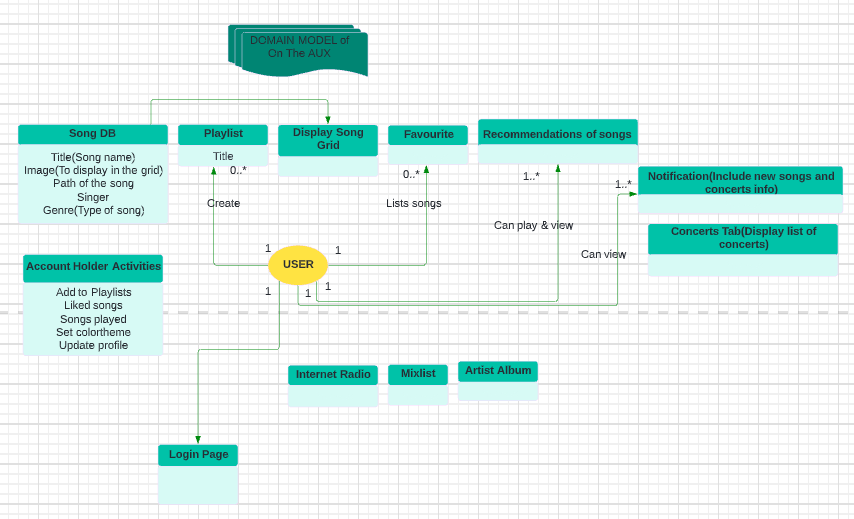 DOMAIN MODEL of
On The AUX
Song DB
Title(Song name)
Image(To display in the grid)
Path of the song
Singer
Genre(Type of song)
Playlist
Title
0..*
Create
Display Song
Grid
Favourite
0..*
Lists songs
Recommendations of songs
1..*
Can play & view
Notification(Include new songs and
concerts info)
1..*
Can view
Concerts Tab(Display list of
concerts)
Account Holder Activities
Add to Playlists
Liked songs
Songs played
Set colortheme
Update profile
1
1
USER
1
1
1
Internet Radio
Mixlist
Artist Album
Login Page